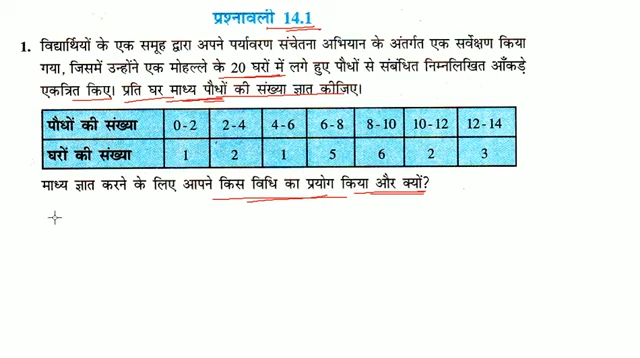 प्रश्नावली 14.1
1. विद्यार्थियों के एक समूह द्वारा अपने पर्यावरण संचेतना अभियान के अंतर्गत एक सर्वेक्षण किया
गया, जिसमें उन्होंने एक मोहल्ले के 20 घरों में लगे हुए पौधों से संबंधित निम्नलिखित आँकड़े
एकत्रित किए। प्रति घर माध्य पौधों की संख्या ज्ञात कीजिए।
पौधों की संख्या 0-2 2-4 4-6 6-8 8-10 10-12 12-14
घरों की संख्या 1 2 1 5 6 2 3
माध्य ज्ञात करने के लिए आपने किस विधि का प्रयोग किया और क्यों?